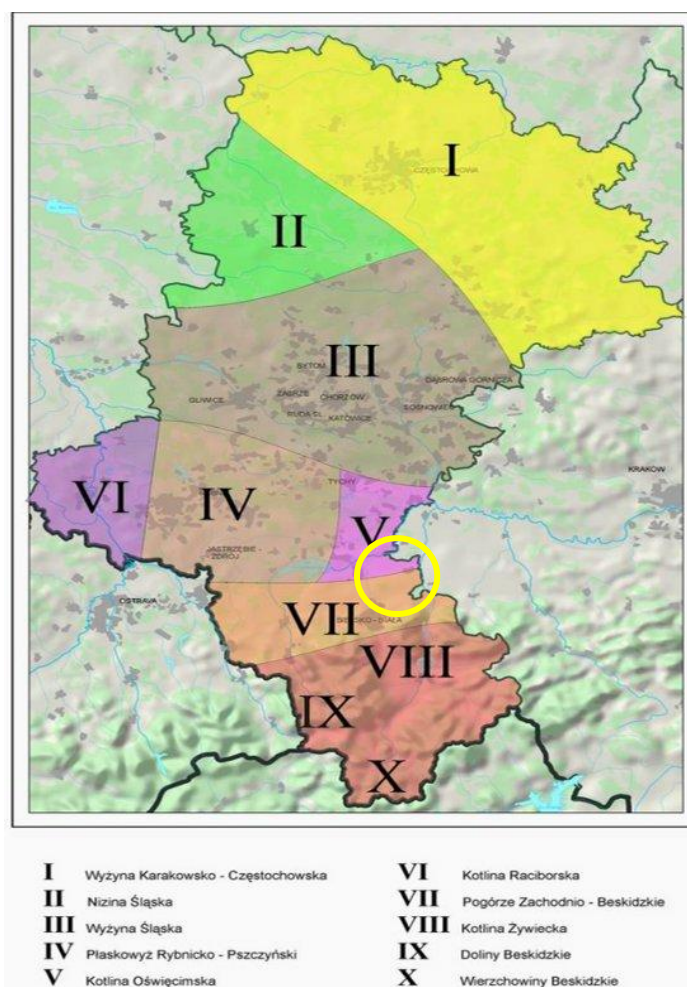 I
CZĘSTOCHOWA
II
III
BYTOM
DĄBROWA GÓRNICZA
GLIWICE
ZABRZE
CHORZÓW
RUDA ŚL.
KATOWICE
SOSNOWIEC
KRAKÓW
VI
IV
TYCHY
V
JASTRZĘBIE -
ZDRÓJ
OSTRAVA
VII
BIELSKO - BIAŁA
VIII
IX
X
I Wyżyna Karakowsko - Częstochowska
II Nizina Śląska
III Wyżyna Śląska
IV Płaskowyż Rybnicko - Pszczyński
V Kotlina Oświęcimska
VI Kotlina Raciborska
VII Pogórze Zachodnio - Beskidzkie
VIII Kotlina Żywiecka
IX Doliny Beskidzkie
X Wierzchowiny Beskidzkie